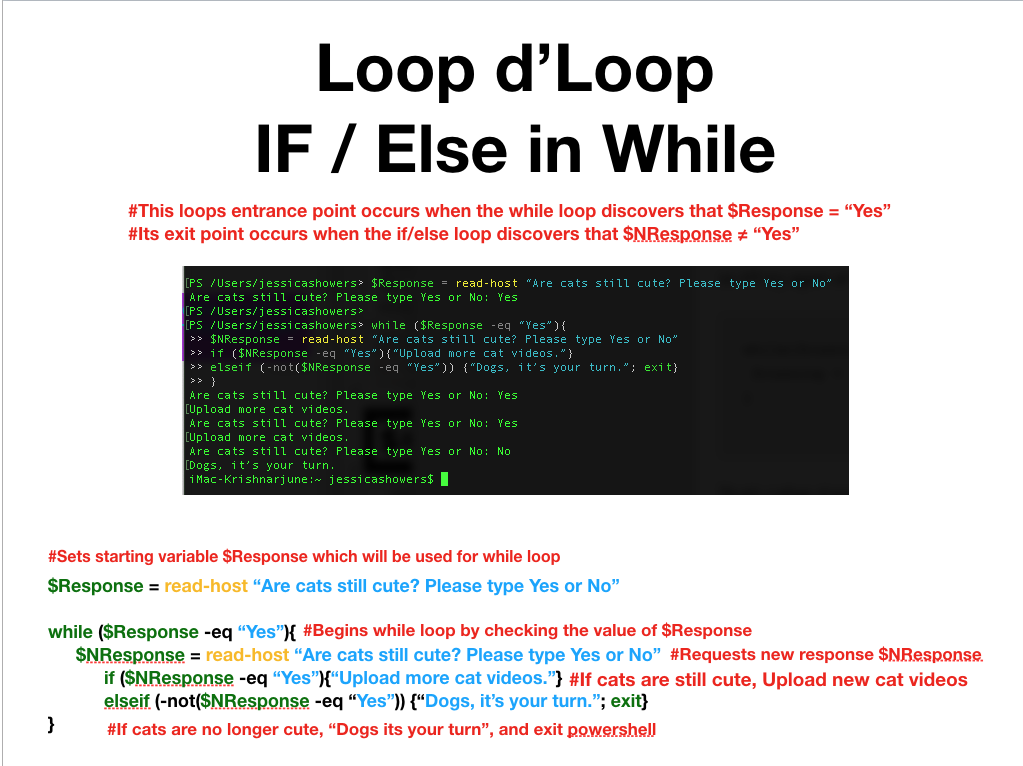 Loop d’Loop
IF / Else in While
#This loops entrance point occurs when the while loop discovers that $Response = “Yes”
#Its exit point occurs when the if/else loop discovers that $NResponse ≠ “Yes”
[PS /Users/jessicashowers> $Response = read-host “Are cats still cute? Please type Yes or No”
Are cats still cute? Please type Yes or No: Yes
[PS /Users/jessicashowers>
[PS /Users/jessicashowers> while ($Response -eq “Yes”){
>> $NResponse = read-host “Are cats still cute? Please type Yes or No”
>> if ($NResponse -eq “Yes”){“Upload more cat videos.”}
>> elseif (-not($NResponse -eq “Yes”)) {“Dogs, it’s your turn.”; exit}
>> }
Are cats still cute? Please type Yes or No: Yes
[Upload more cat videos.
Are cats still cute? Please type Yes or No: Yes
[Upload more cat videos.
Are cats still cute? Please type Yes or No: No
[Dogs, it’s your turn.
iMac-Krishnarjune:~ jessicashowers$
#Sets starting variable $Response which will be used for while loop
$Response = read-host “Are cats still cute? Please type Yes or No”
while ($Response -eq “Yes”){ #Begins while loop by checking the value of $Response
$NResponse = read-host “Are cats still cute? Please type Yes or No” #Requests new response $NResponse
if ($NResponse -eq “Yes”){“Upload more cat videos.”} #If cats are still cute, Upload new cat videos
elseif (-not($NResponse -eq “Yes”)) {“Dogs, it’s your turn.”; exit}
}
#If cats are no longer cute, “Dogs its your turn”, and exit powershell